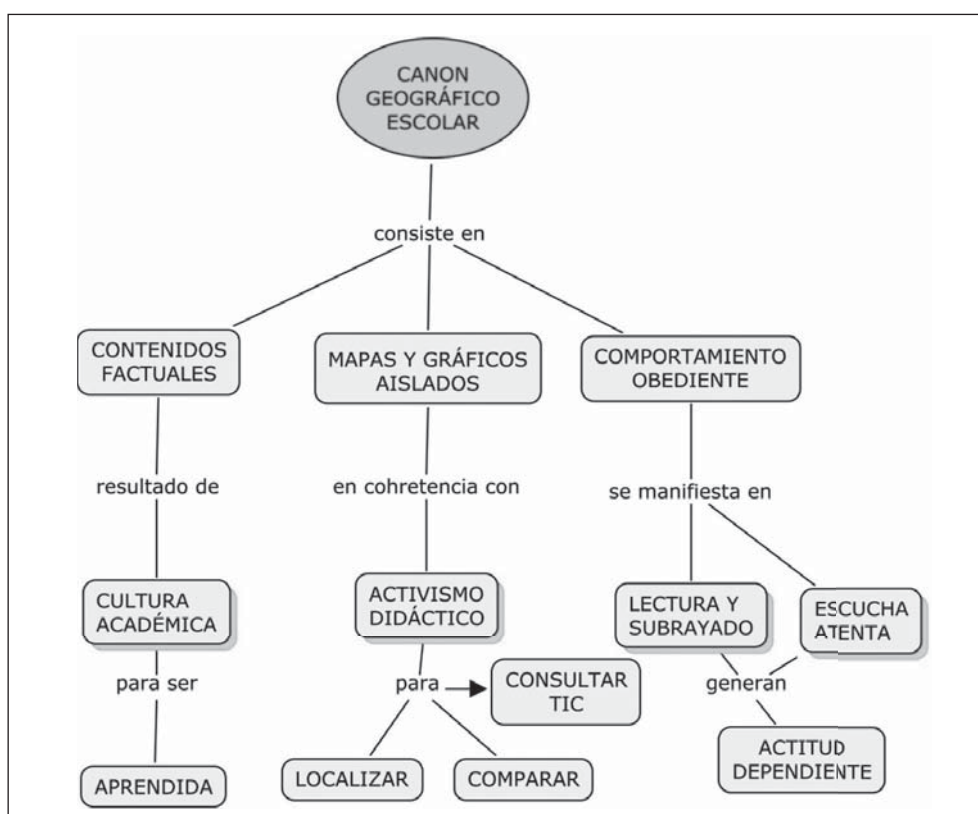 CANON
GEOGRÁFICO
ESCOLAR
consiste en
CONTENIDOS
FACTUALES
MAPAS Y GRÁFICOS
AISLADOS
COMPORTAMIENTO
OBEDIENTE
resultado de
en cohretencia con
se manifiesta en
CULTURA
ACADÉMICA
ACTIVISMO
DIDÁCTICO
LECTURA Y
SUBRAYADO
ESCUCHA
ATENTA
para ser
para
CONSULTAR
TIC
generan
APRENDIDA
LOCALIZAR
COMPARAR
ACTITUD
DEPENDIENTE